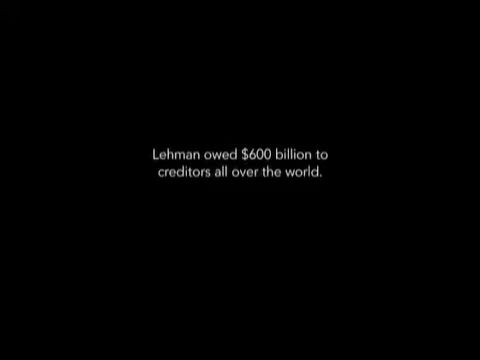 Lehman owed $600 billion to
creditors all over the world.